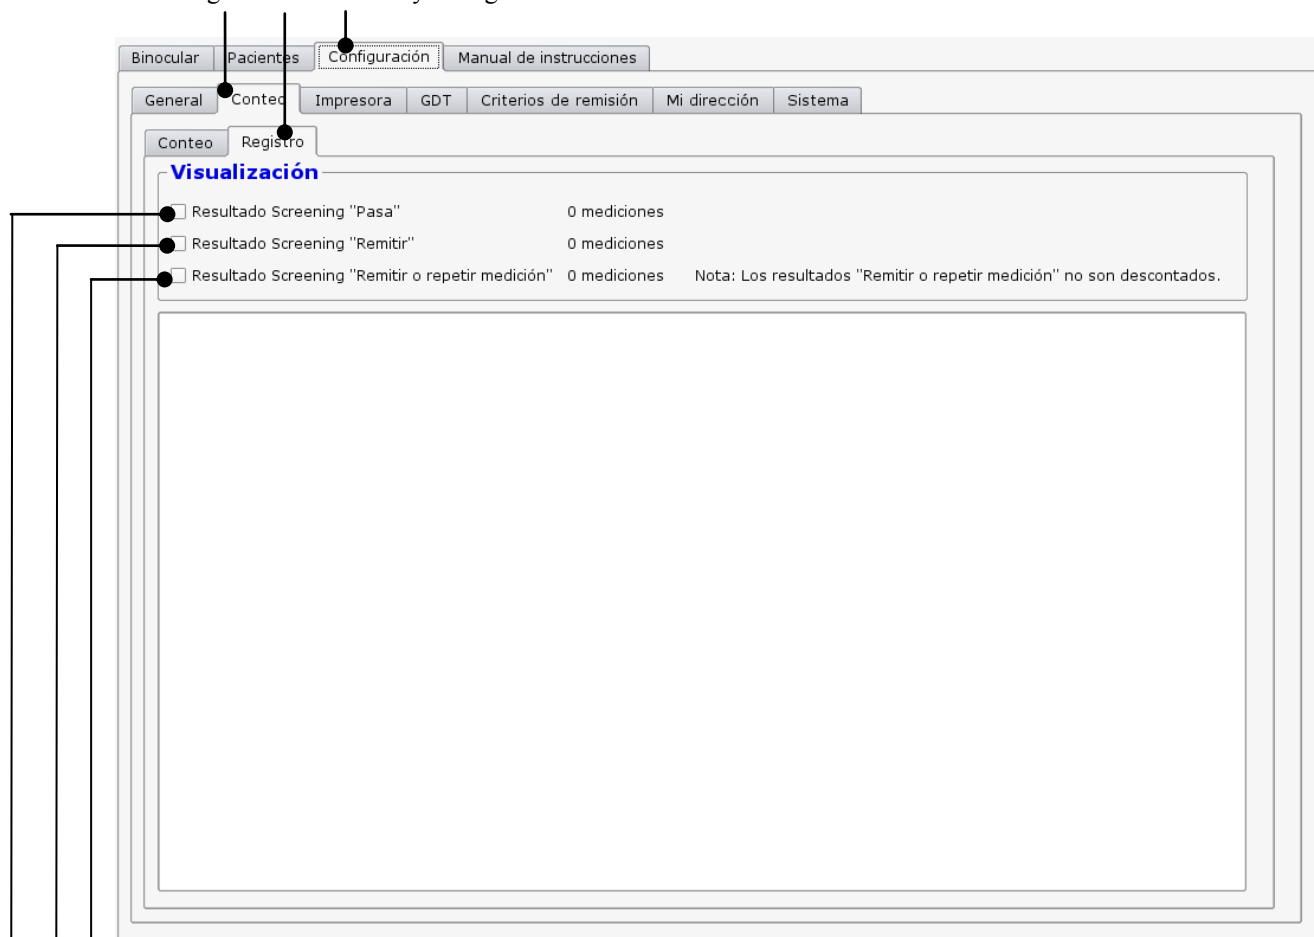 Binocular Pacientes Configuración Manual de instrucciones
General Conteo Impresora GDT Criterios de remisión Mi dirección Sistema
Conteo Registro
Visualización
Resultado Screening "Pasa" 0 mediciones
Resultado Screening "Remitir" 0 mediciones
Resultado Screening "Remitir o repetir medición" 0 mediciones Nota: Los resultados "Remitir o repetir medición" no son descontados.